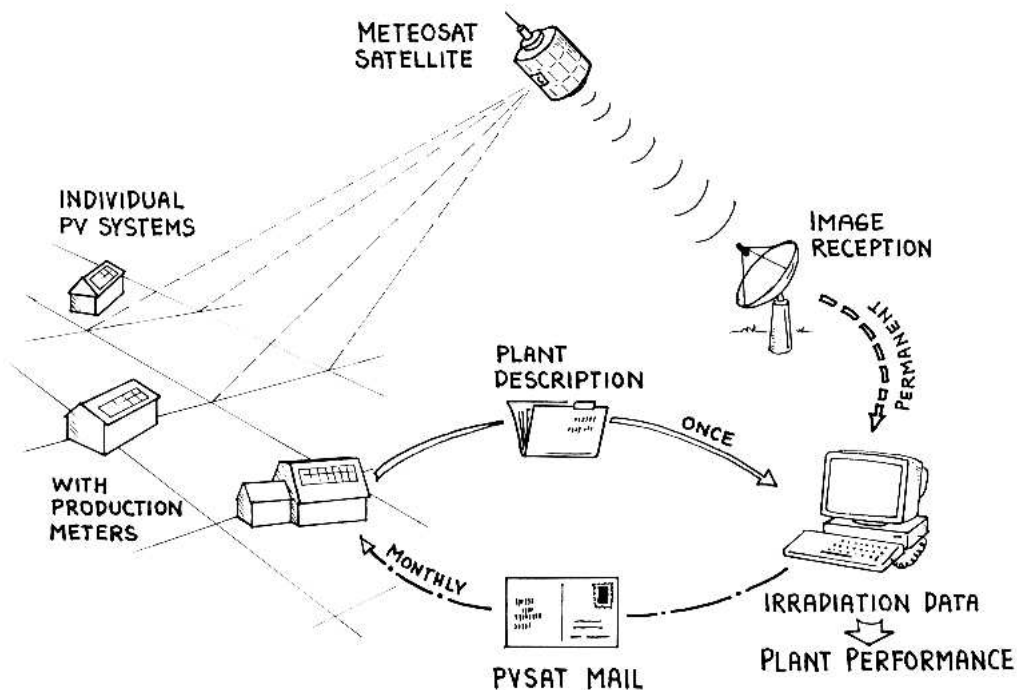 METEOSAT
SATELLITE
INDIVIDUAL
PV SYSTEMS
IMAGE
RECEPTION
PERMANENT
PLANT
DESCRIPTION
ONCE
WITH
PRODUCTION
METERS
MONTHLY
IRRADIATION DATA
PLANT PERFORMANCE
PVSAT MAIL